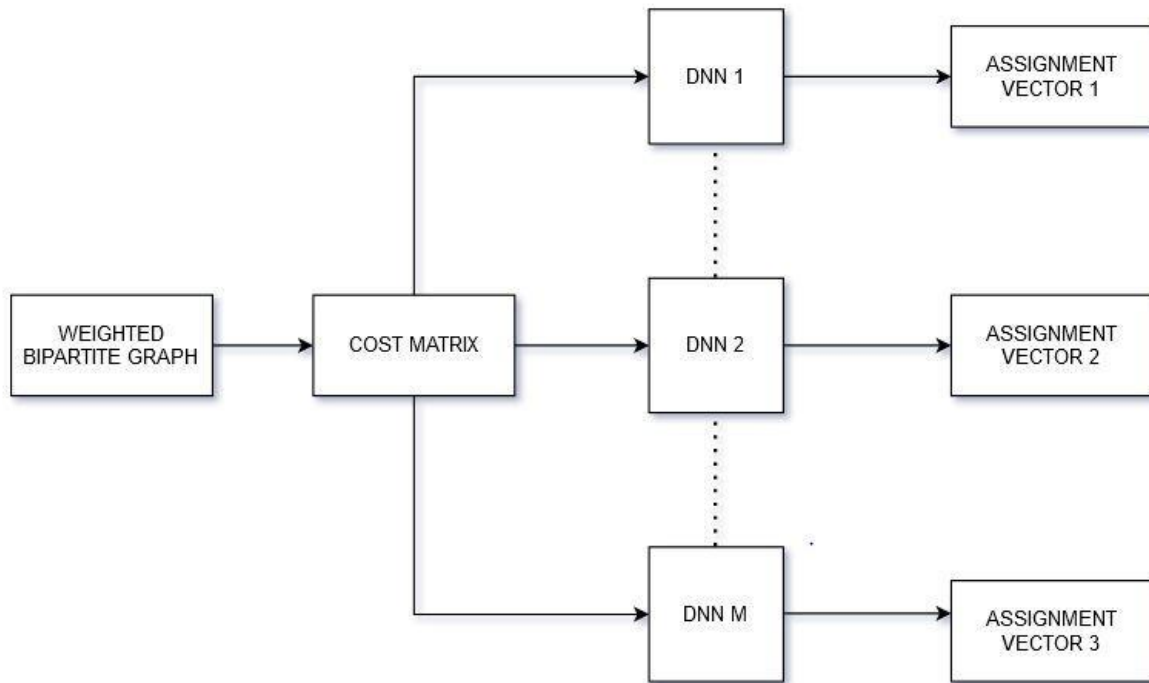 DNN 1
ASSIGNMENT
VECTOR 1
WEIGHTED
BIPARTITE GRAPH
COST MATRIX
DNN 2
ASSIGNMENT
VECTOR 2
DNN M
ASSIGNMENT
VECTOR 3